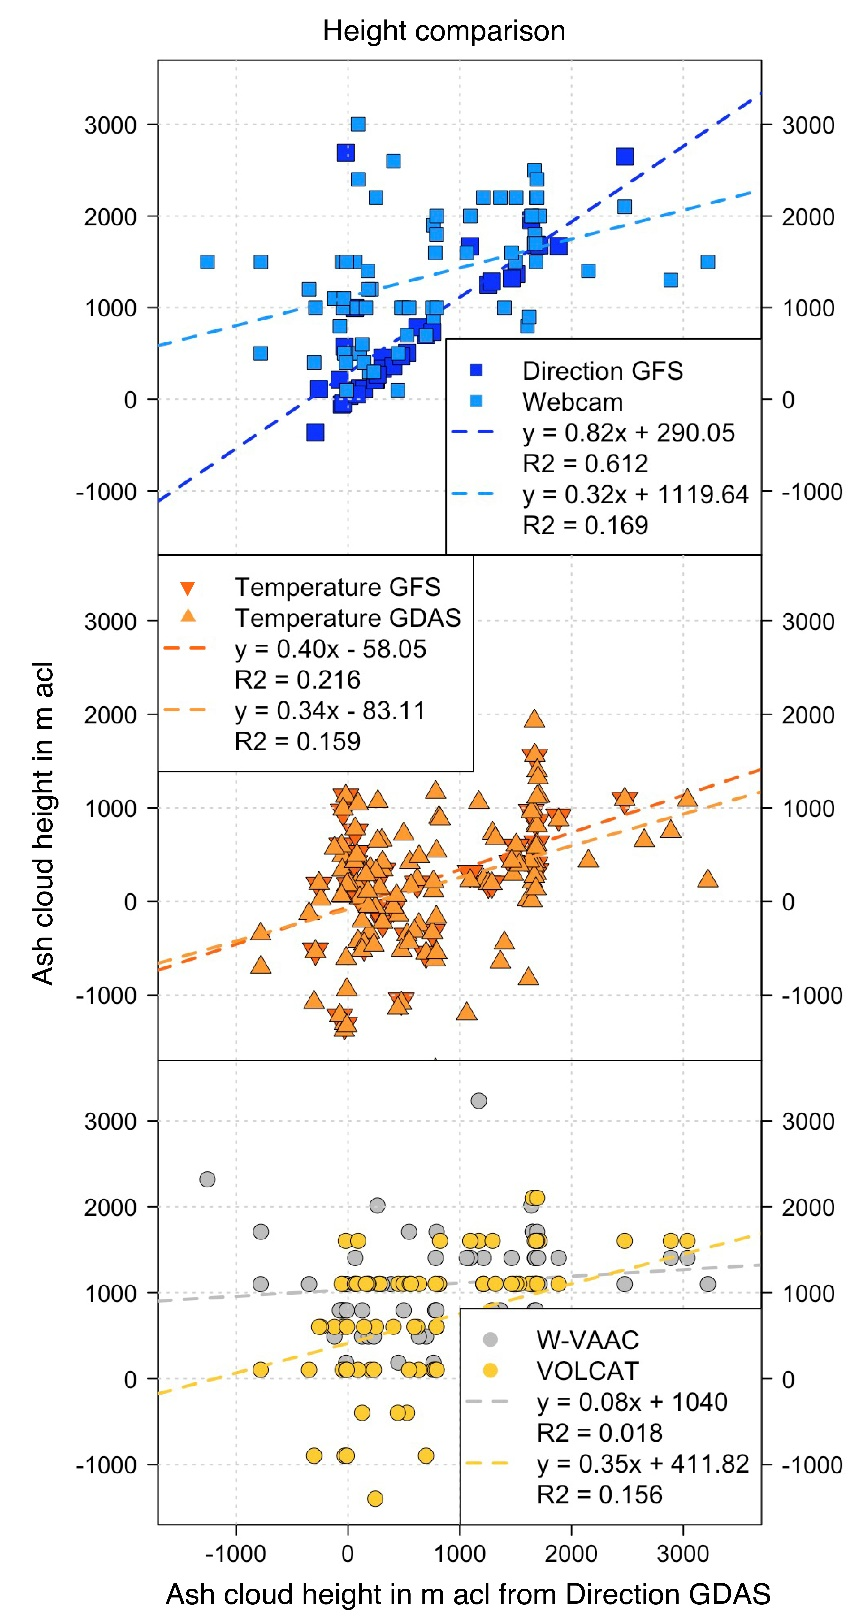 Height comparison
3000 3000
2000 2000
1000 1000
0 0
-1000 -1000
Direction GFS
Webcam
y = 0.82x + 290.05
R2 = 0.612
y = 0.32x + 1119.64
R2 = 0.169
Temperature GFS
Temperature GDAS
y = 0.40x - 58.05
R2 = 0.216
y = 0.34x - 83.11
R2 = 0.159
3000 3000
2000 2000
1000 1000
0 0
-1000 -1000
Ash cloud height in m acl
3000 3000
2000 2000
1000 1000
0 0
-1000 -1000
W-VAAC
VOLCAT
y = 0.08x + 1040
R2 = 0.018
y = 0.35x + 411.82
R2 = 0.156
-1000 0 1000 2000 3000
Ash cloud height in m acl from Direction GDAS